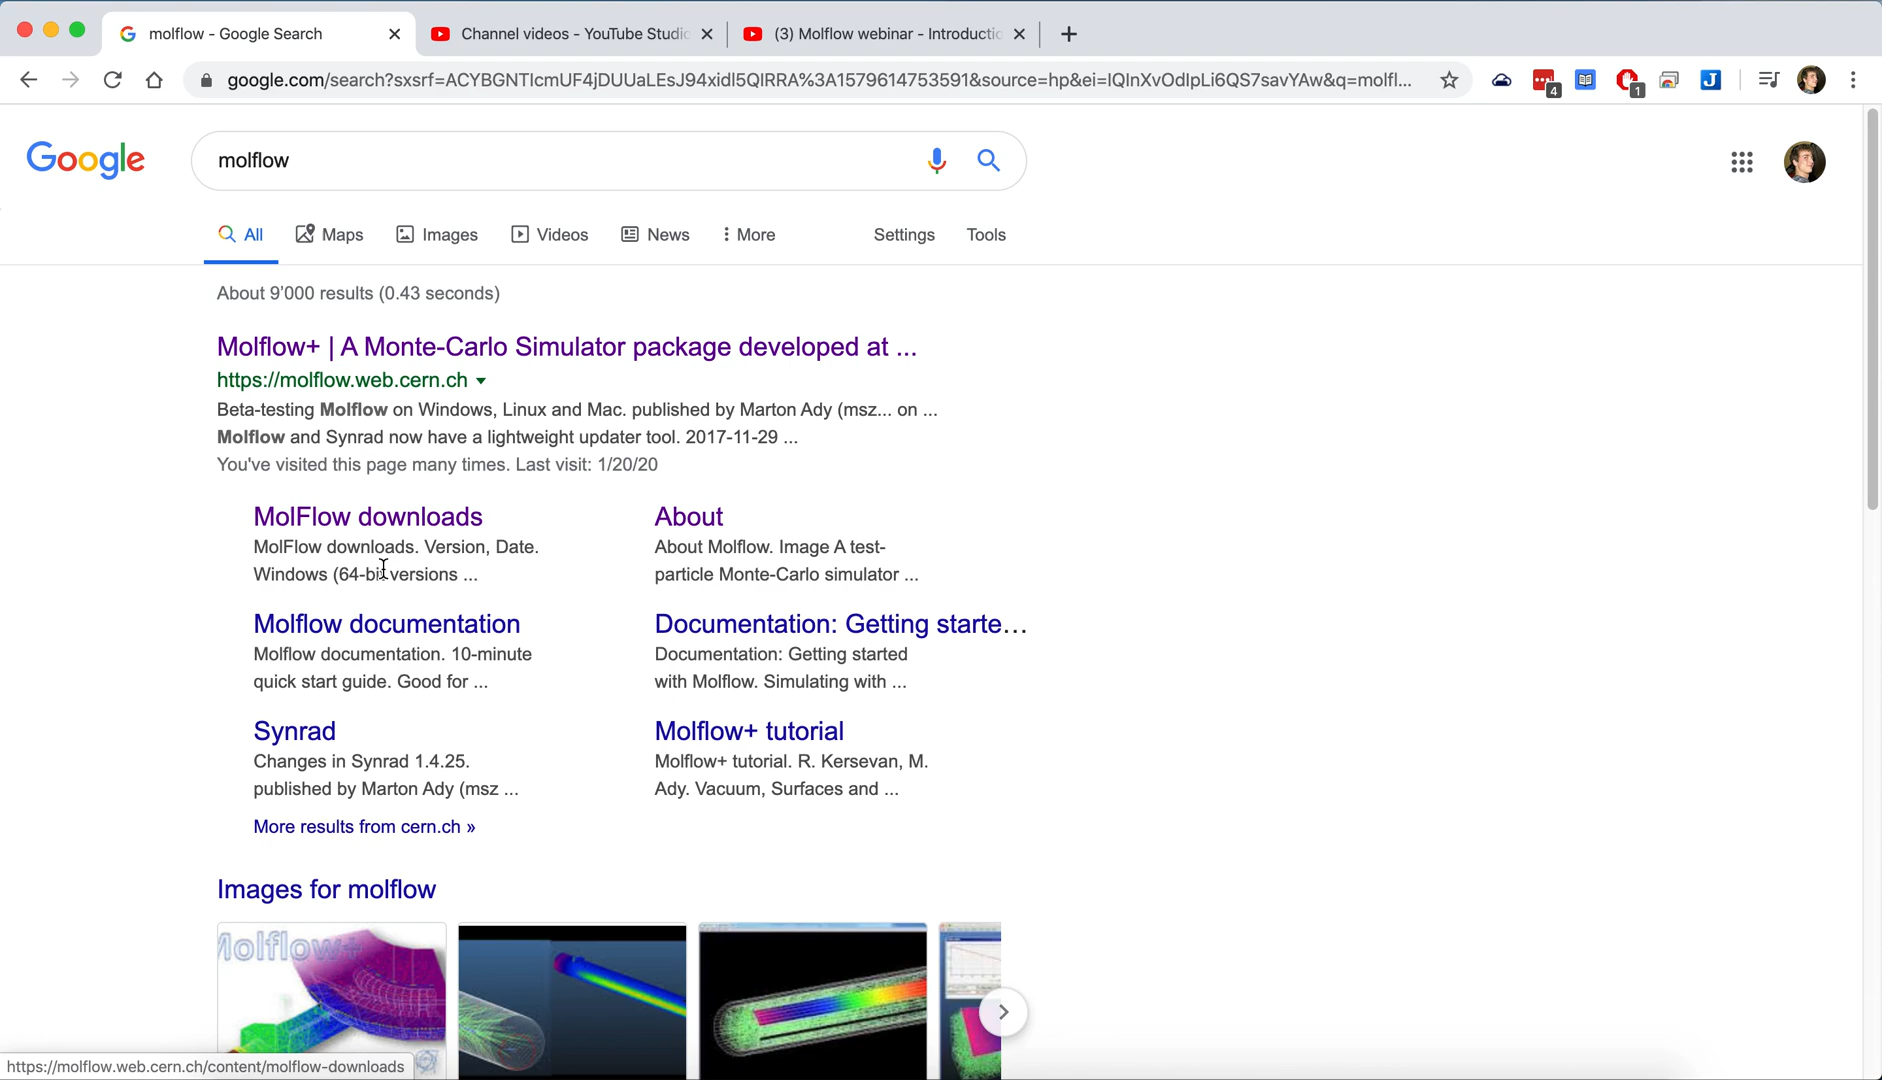 molflow - Google Search
Channel videos - YouTube Studio
(3) Molflow webinar - Introductio
google.com/search?sxsrf=ACYBGNTIcmUF4jDUUaLEsJ94xidl5QlRRA%3A1579614753591&source=hp&ei=IQInXvOdIpLi6QS7savYAw&q=molfl...
4
1
J
Google
molflow
All
Maps
Images
Videos
News
More
Settings
Tools
About 9'000 results (0.43 seconds)
Molflow+ | A Monte-Carlo Simulator package developed at ...
https://molflow.web.cern.ch
Beta-testing Molflow on Windows, Linux and Mac. published by Marton Ady (msz... on ...
Molflow and Synrad now have a lightweight updater tool. 2017-11-29 ...
You've visited this page many times. Last visit: 1/20/20
MolFlow downloads
MolFlow downloads. Version, Date.
Windows (64-bit versions ...
About
About Molflow. Image A test-
particle Monte-Carlo simulator ...
Molflow documentation
Molflow documentation. 10-minute
quick start guide. Good for ...
Documentation: Getting starte...
Documentation: Getting started
with Molflow. Simulating with ...
Synrad
Changes in Synrad 1.4.25.
published by Marton Ady (msz ...
Molflow+ tutorial
Molflow+ tutorial. R. Kersevan, M.
Ady. Vacuum, Surfaces and ...
More results from cern.ch »
Images for molflow
Molflow+
https://molflow.web.cern.ch/content/molflow-downloads